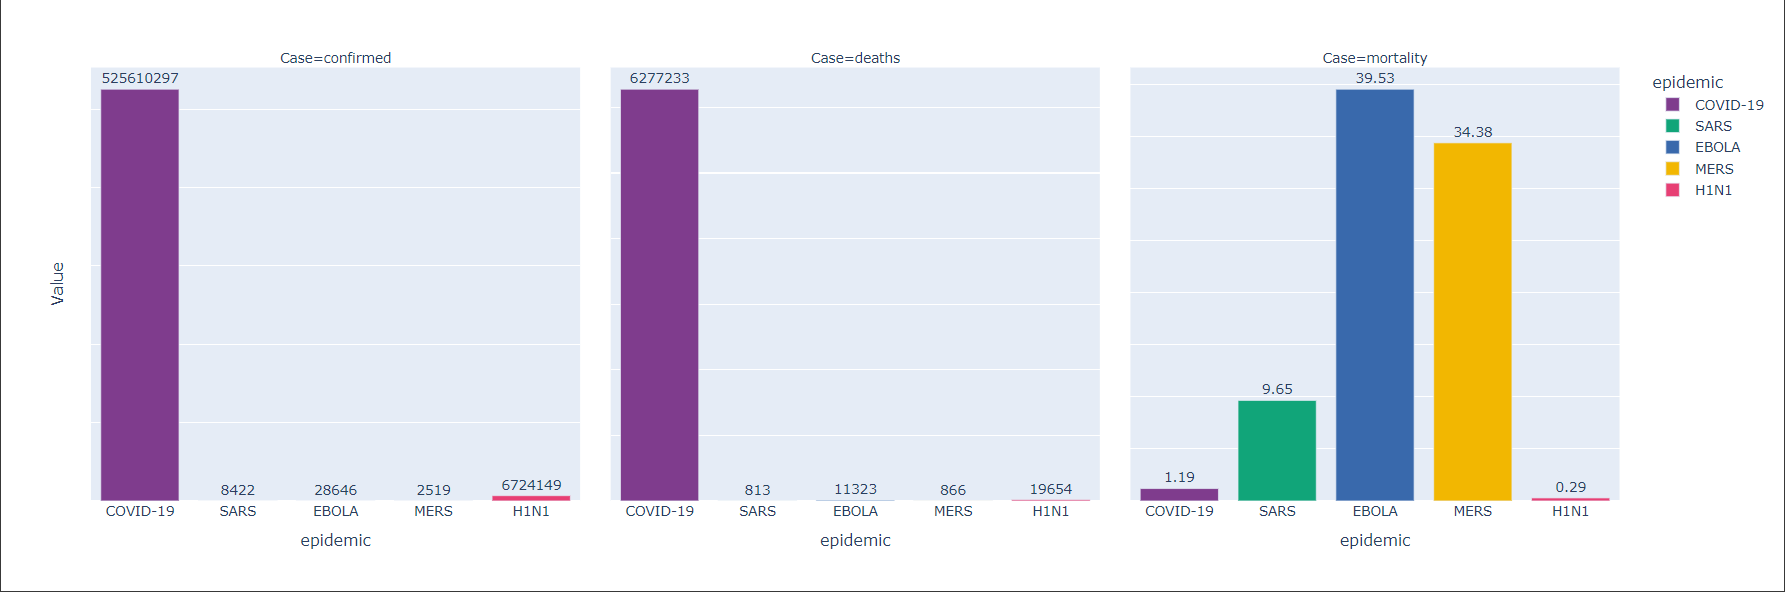 Case=confirmed
525610297
8422
28646
2519
6724149
COVID-19
SARS
EBOLA
MERS
H1N1
epidemic
Value
Case=deaths
6277233
813
11323
866
19654
COVID-19
SARS
EBOLA
MERS
H1N1
epidemic
Case=mortality
1.19
9.65
39.53
34.38
0.29
COVID-19
SARS
EBOLA
MERS
H1N1
epidemic
epidemic
COVID-19
SARS
EBOLA
MERS
H1N1